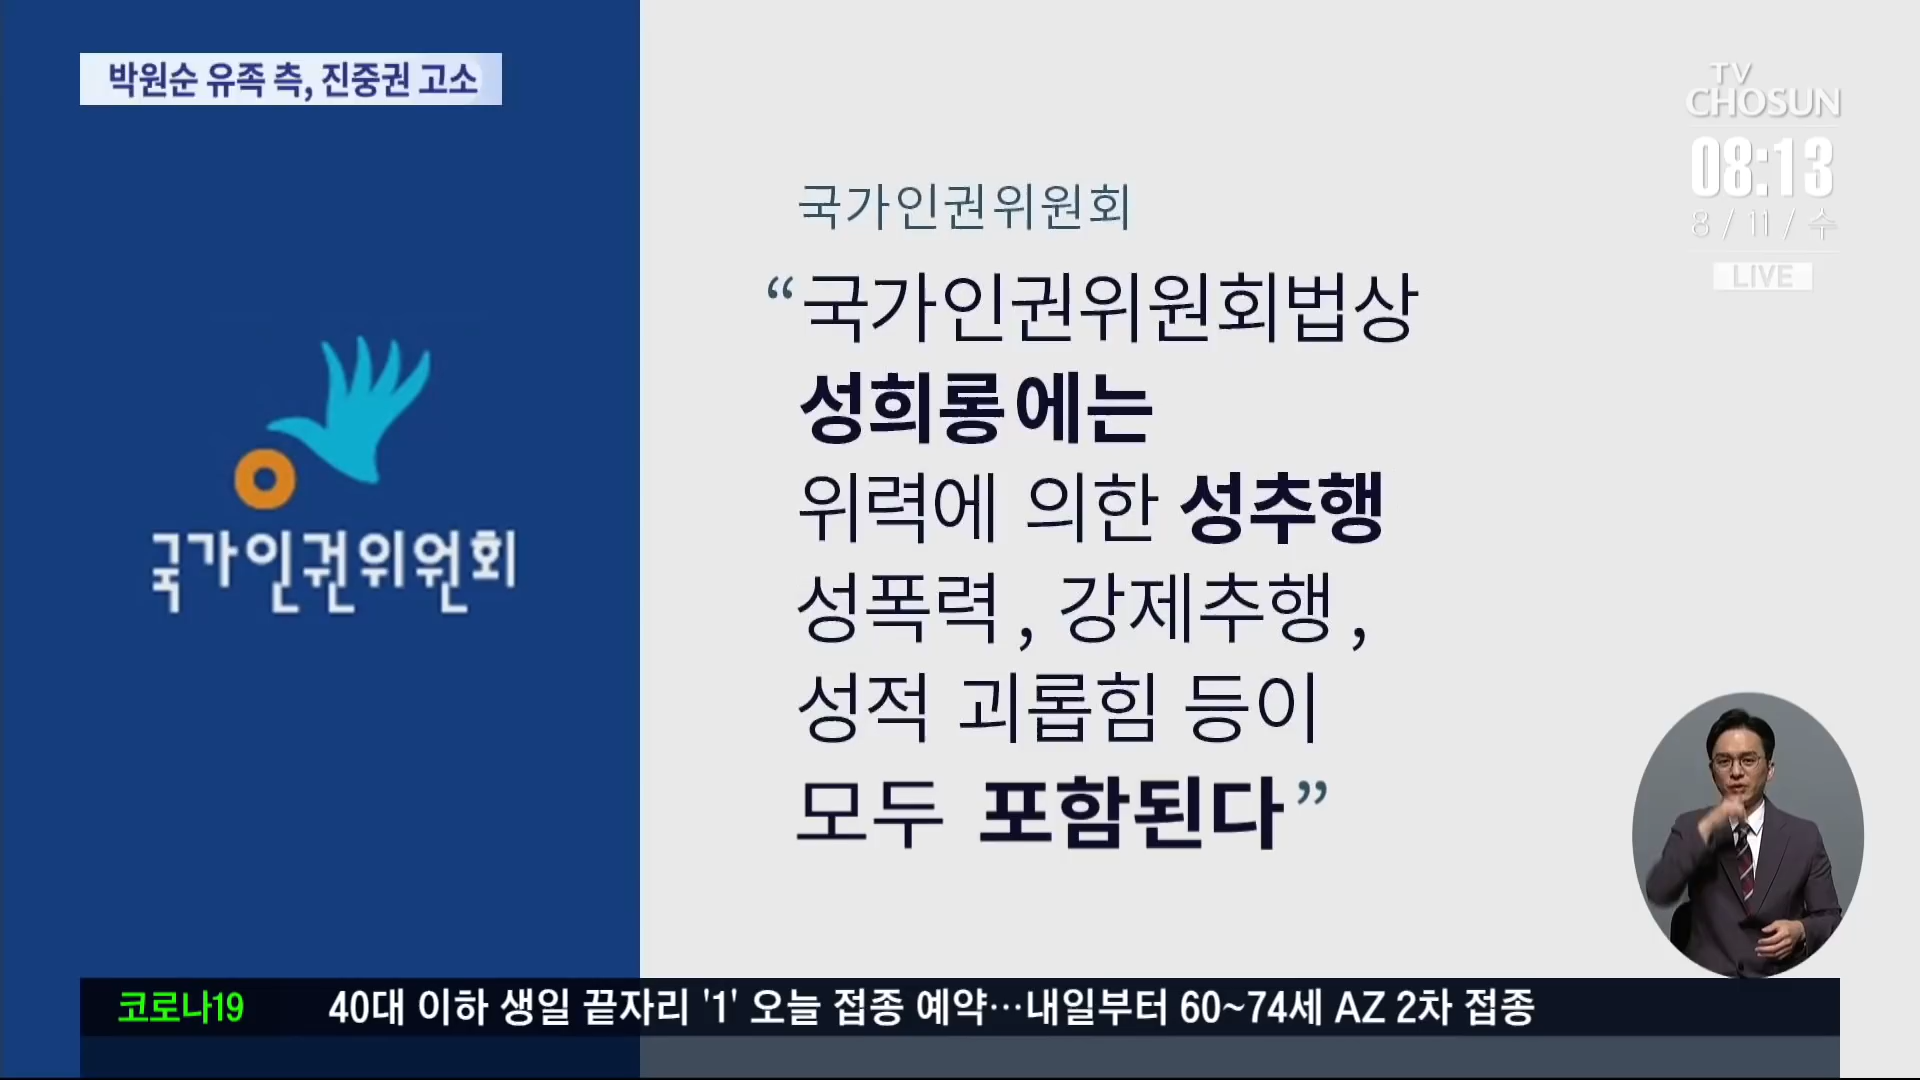 박원순 유족 측, 진중권 고소
TV
CHOSUN
08:13
8 / 11 / 수
LIVE
국가인권위원회
국가인권위원회
“국가인권위원회법상
성희롱에는
위력에 의한 성추행
성폭력, 강제추행,
성적 괴롭힘 등이
모두 포함된다”
코로나19 40대 이하 생일 끝자리 '1' 오늘 접종 예약…내일부터 60~74세 AZ 2차 접종